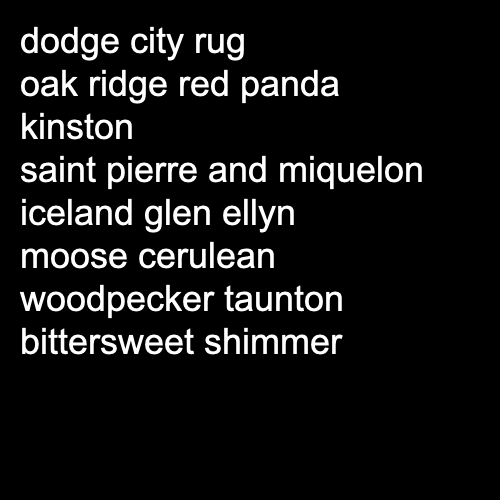 dodge city rug
oak ridge red panda
kinston
saint pierre and miquelon
iceland glen ellyn
moose cerulean
woodpecker taunton
bittersweet shimmer